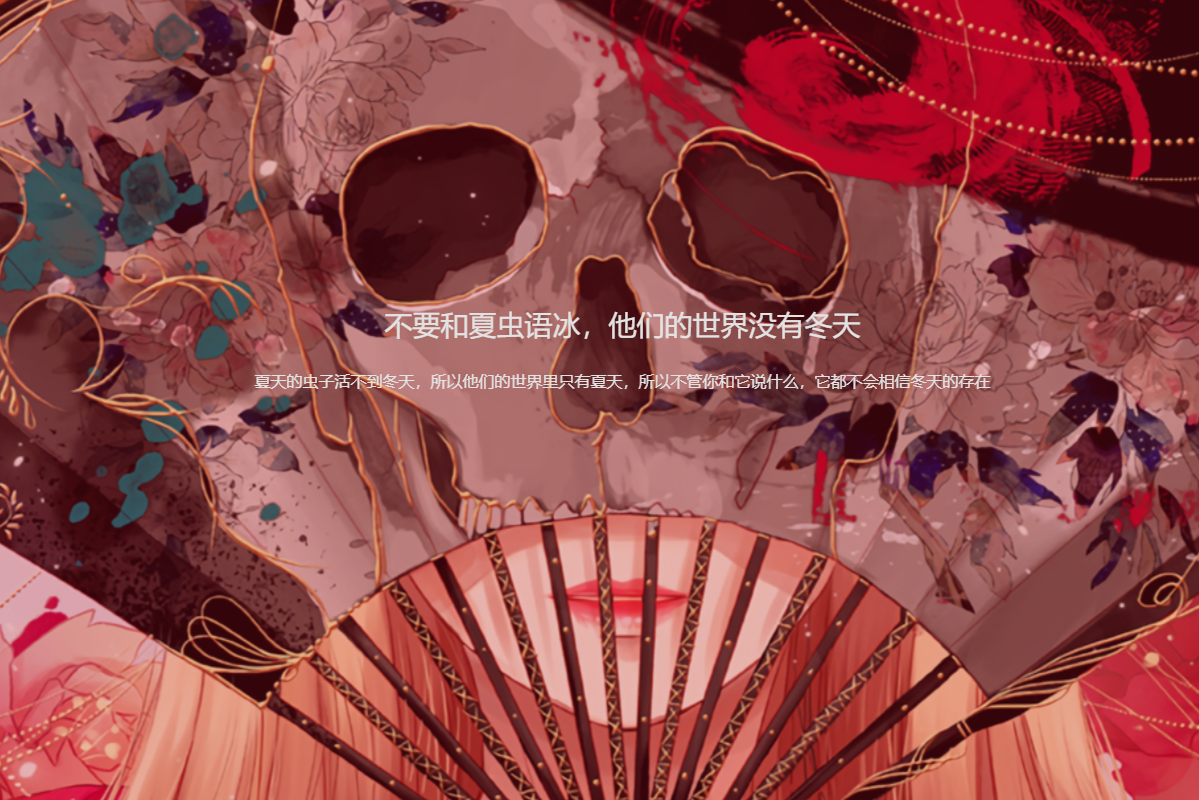 不要和夏虫语冰，他们的世界没有冬天
夏天的虫子活不到冬天，所以他们的世界里只有夏天，所以不管你和它说什么，它都不会相信冬天的存在